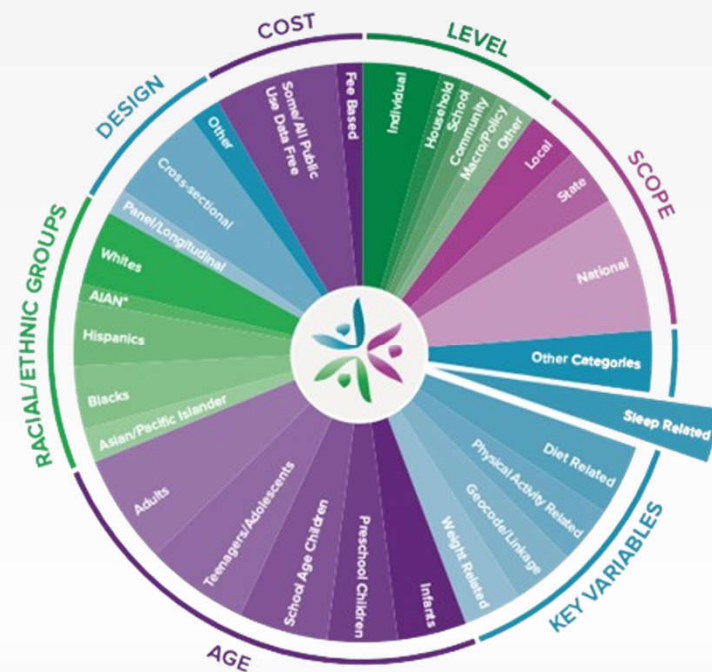 COST
LEVEL
DESIGN
SCOPE
RACIAL/ETHNIC GROUPS
KEY VARIABLES
AGE
Individual
Household
School
Community
Macro/Policy
Other
Local
State
National
Other Categories
Sleep Related
Diet Related
Physical Activity Related
Geocode/Linkage
Weight Related
Infants
Preschool Children
School Age Children
Teenagers/Adolescents
Adults
Asian/Pacific Islander
Blacks
Hispanics
AIAN*
Whites
Panel/Longitudinal
Cross-sectional
Other
Some/All Public
Use Data Free
Fee Based